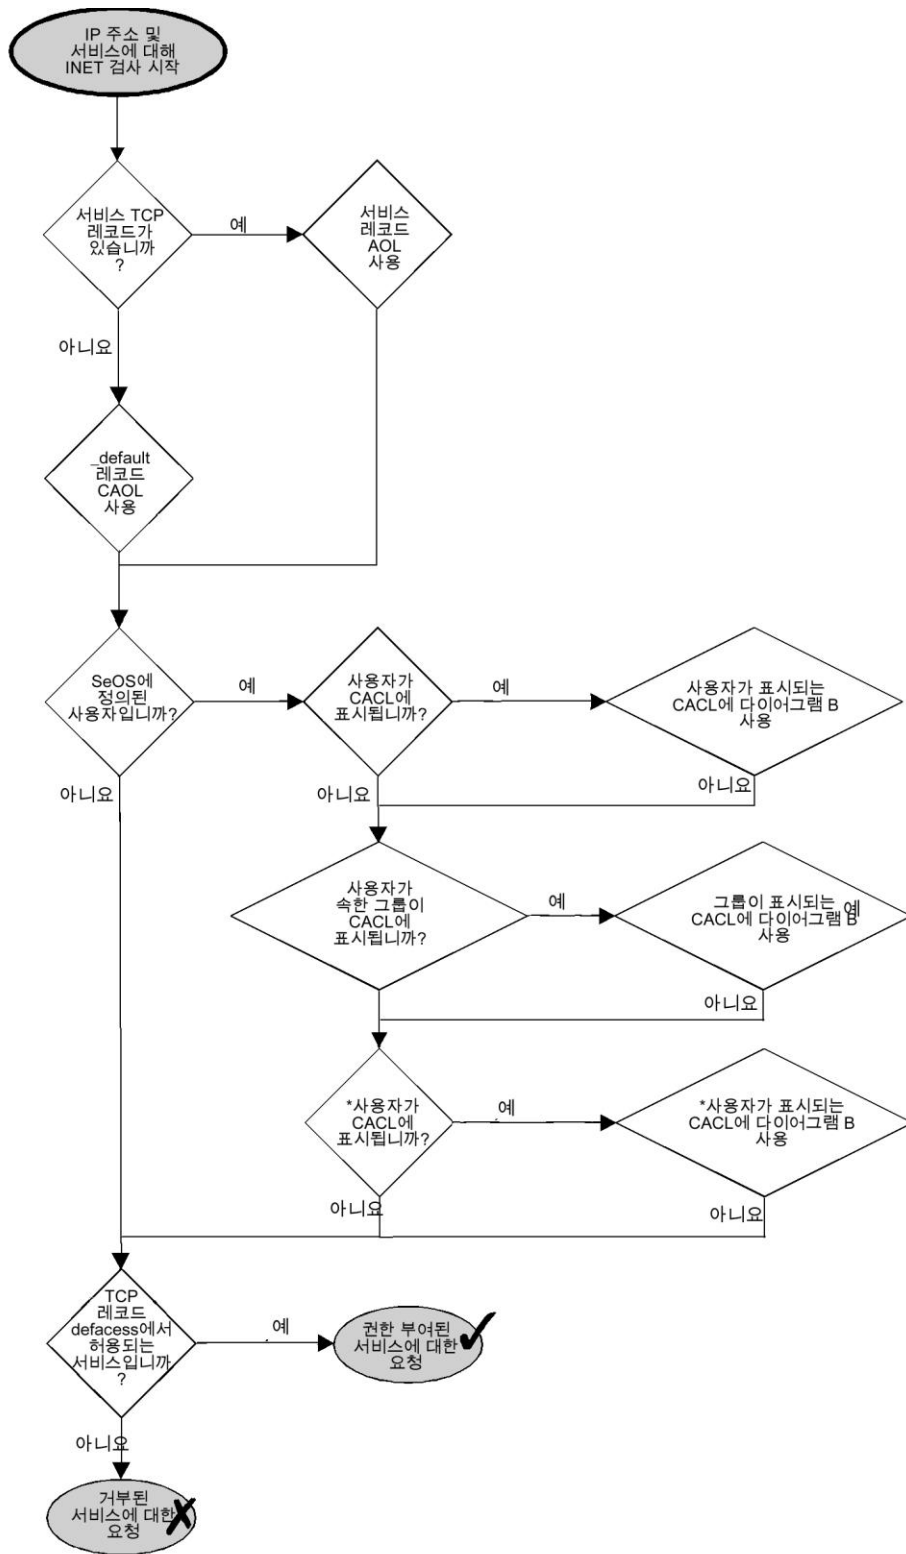 IP 주소 및
서비스에 대해
INET 검사 시작
서비스 TCP
레코드가
있습니까
?
예
서비스
레코드
AOL
사용
아니요
_default
레코드
CAOL
사용
SeOS에
정의된
사용자입니까?
예
사용자가
CACL에
표시됩니까?
예
사용자가 표시되는
CACL에 다이어그램 B
사용
아니요
아니요
아니요
사용자가
속한 그룹이
CACL에
표시됩니까?
예
그룹이 표시되는
CACL에 다이어그램 B
사용
예
아니요
*사용자가
CACL에
표시됩니까?
예
*사용자가 표시되는
CACL에 다이어그램 B
사용
아니요
아니요
TCP
레코드
defacess에서
허용되는
서비스입니까
?
예
권한 부여된
서비스에 대한
요청
아니요
거부된
서비스에 대한
요청